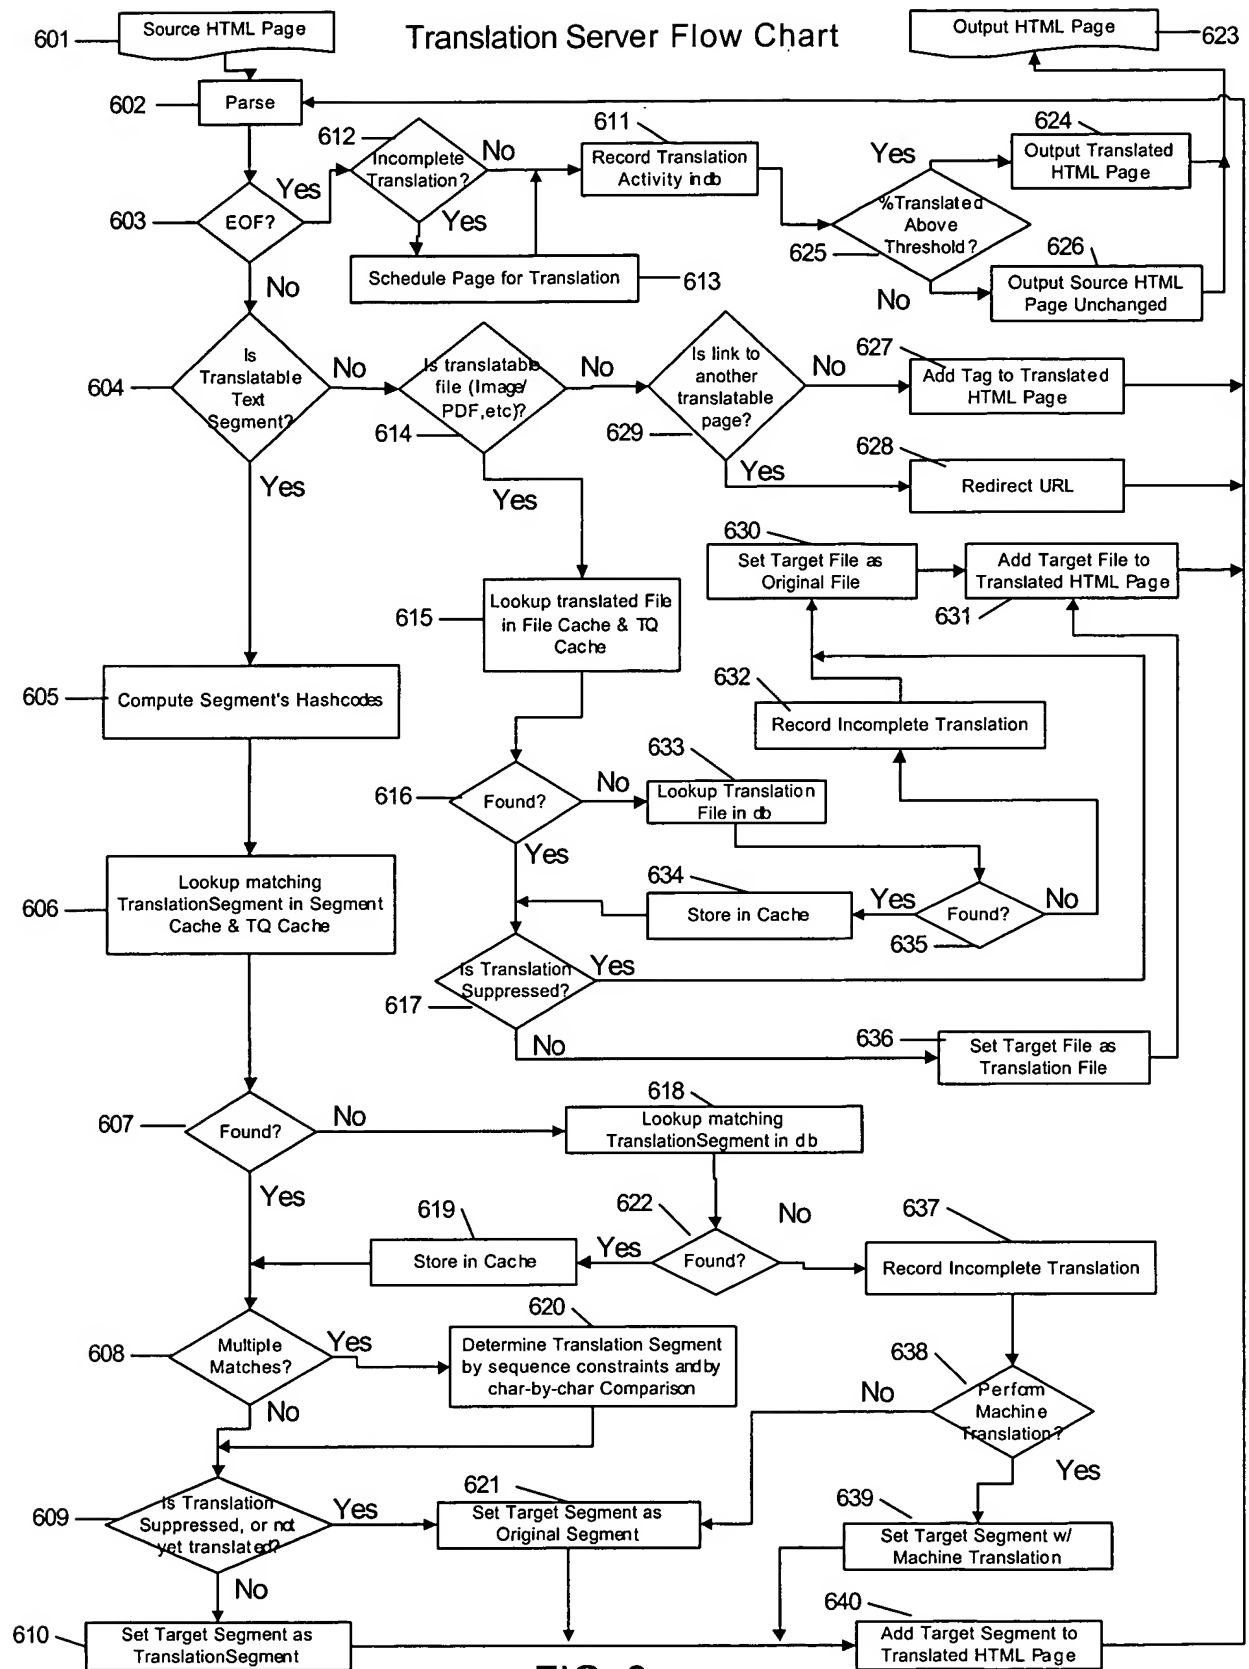 Source HTML Page
601
Translation Server Flow Chart
Output HTML Page
623
Parse
602
612
Incomplete
Translation?
No
611
Record Translation
Activity in db
Yes
624
Output Translated
HTML Page
Yes
EOF?
603
Yes
%Translated
Above
Threshold?
625
Schedule Page for Translation
613
626
Output Source HTML
Page Unchanged
No
No
Is
Translatable
Text
Segment?
604
No
Is translatable
file (Image/
PDF,etc)?
614
No
Is link to
another
translatable
page?
629
No
627
Add Tag to Translated
HTML Page
Yes
Yes
Yes
628
Redirect URL
630
Set Target File as
Original File
Add Target File to
Translated HTML Page
631
615
Lookup translated File
in File Cache & TQ
Cache
605
Compute Segment's Hashcodes
632
Record Incomplete Translation
633
616
Found?
No
Lookup Translation
File in db
Yes
606
Lookup matching
TranslationSegment in Segment
Cache & TQ Cache
634
Store in Cache
Yes
Found?
No
635
Is Translation
Suppressed?
Yes
617
No
636
Set Target File as
Translation File
607
Found?
No
618
Lookup matching
TranslationSegment in db
Yes
619
Store in Cache
Yes
622
Found?
No
637
Record Incomplete Translation
608
Multiple
Matches?
Yes
620
Determine Translation Segment
by sequence constraints and by
char-by-char Comparison
No
638
Perform
Machine
Translation?
No
Yes
609
Is Translation
Suppressed, or not
yet translated?
Yes
621
Set Target Segment as
Original Segment
639
Set Target Segment w/
Machine Translation
No
610
Set Target Segment as
TranslationSegment
640
Add Target Segment to
Translated HTML Page